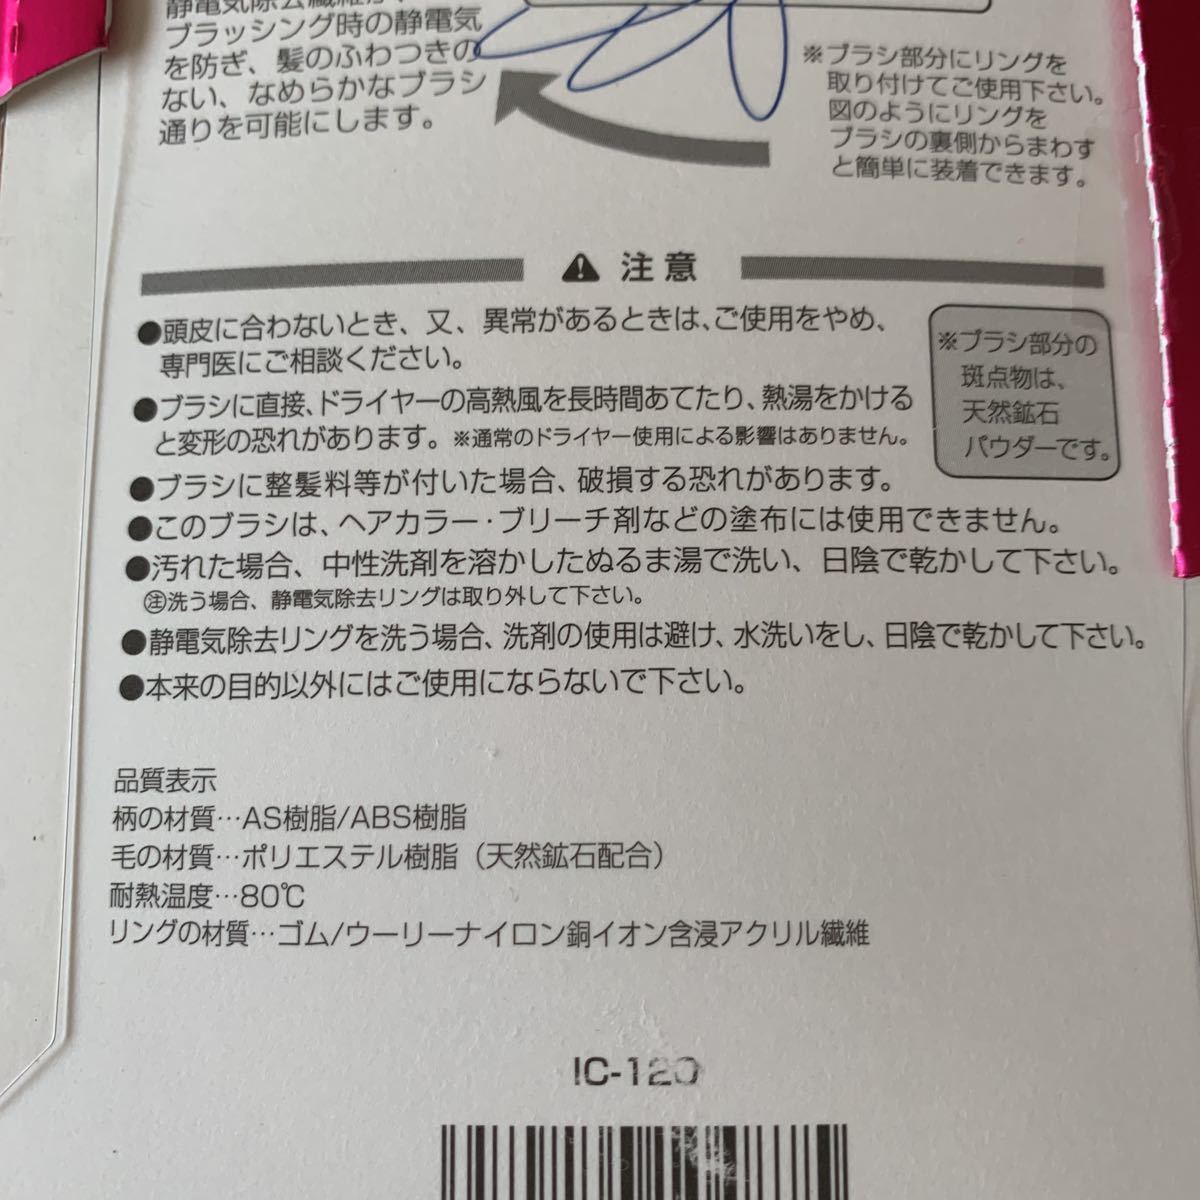 静電気除去繊維が
ブラッシング時の静電気
を防ぎ、髪のふわつきの
ない、なめらかなブラシ
通りを可能にします。
※ブラシ部分にリングを
取り付けてご使用下さい。
図のようにリングを
ブラシの裏側からまわす
と簡単に装着できます。
注意
●頭皮に合わないとき、又、異常があるときは、ご使用をやめ、
専門医にご相談ください。
●ブラシに直接、ドライヤーの高熱風を長時間あてたり、熱湯をかける
と変形の恐れがあります。※通常のドライヤー使用による影響はありません。
●ブラシに整髪料等が付いた場合、破損する恐れがあります。
●このブラシは、ヘアカラー・ブリーチ剤などの塗布には使用できません。
●汚れた場合、中性洗剤を溶かしたぬるま湯で洗い、日陰で乾かして下さい。
㊟洗う場合、静電気除去リングは取り外して下さい。
●静電気除去リングを洗う場合、洗剤の使用は避け、水洗いをし、日陰で乾かして下さい。
●本来の目的以外にはご使用にならないで下さい。
※ブラシ部分の
斑点物は、
天然鉱石
パウダーです。
品質表示
柄の材質…AS樹脂/ABS樹脂
毛の材質…ポリエステル樹脂（天然鉱石配合）
耐熱温度…80℃
リングの材質…ゴム/ウーリーナイロン銅イオン含浸アクリル繊維
IC-120